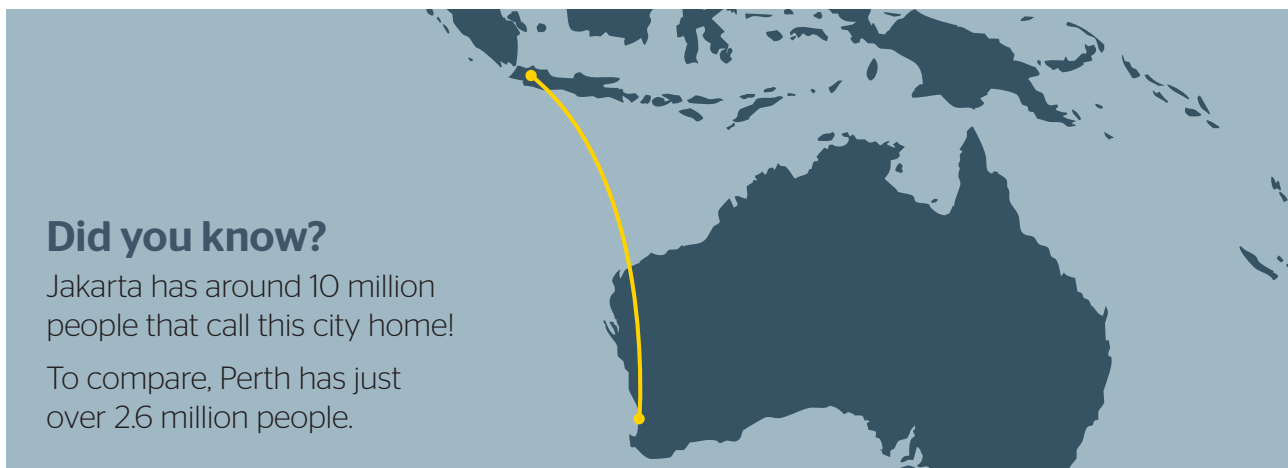 Did you know?
Jakarta has around 10 million
people that call this city home!
To compare, Perth has just
over 2.6 million people.